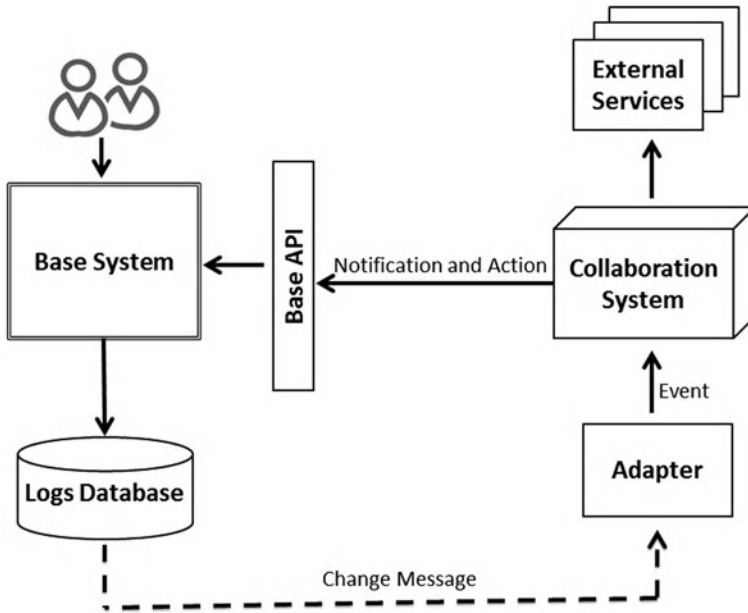 External
Services
Base System
Base API
Notification and Action
Collaboration
System
Event
Logs Database
Adapter
Change Message